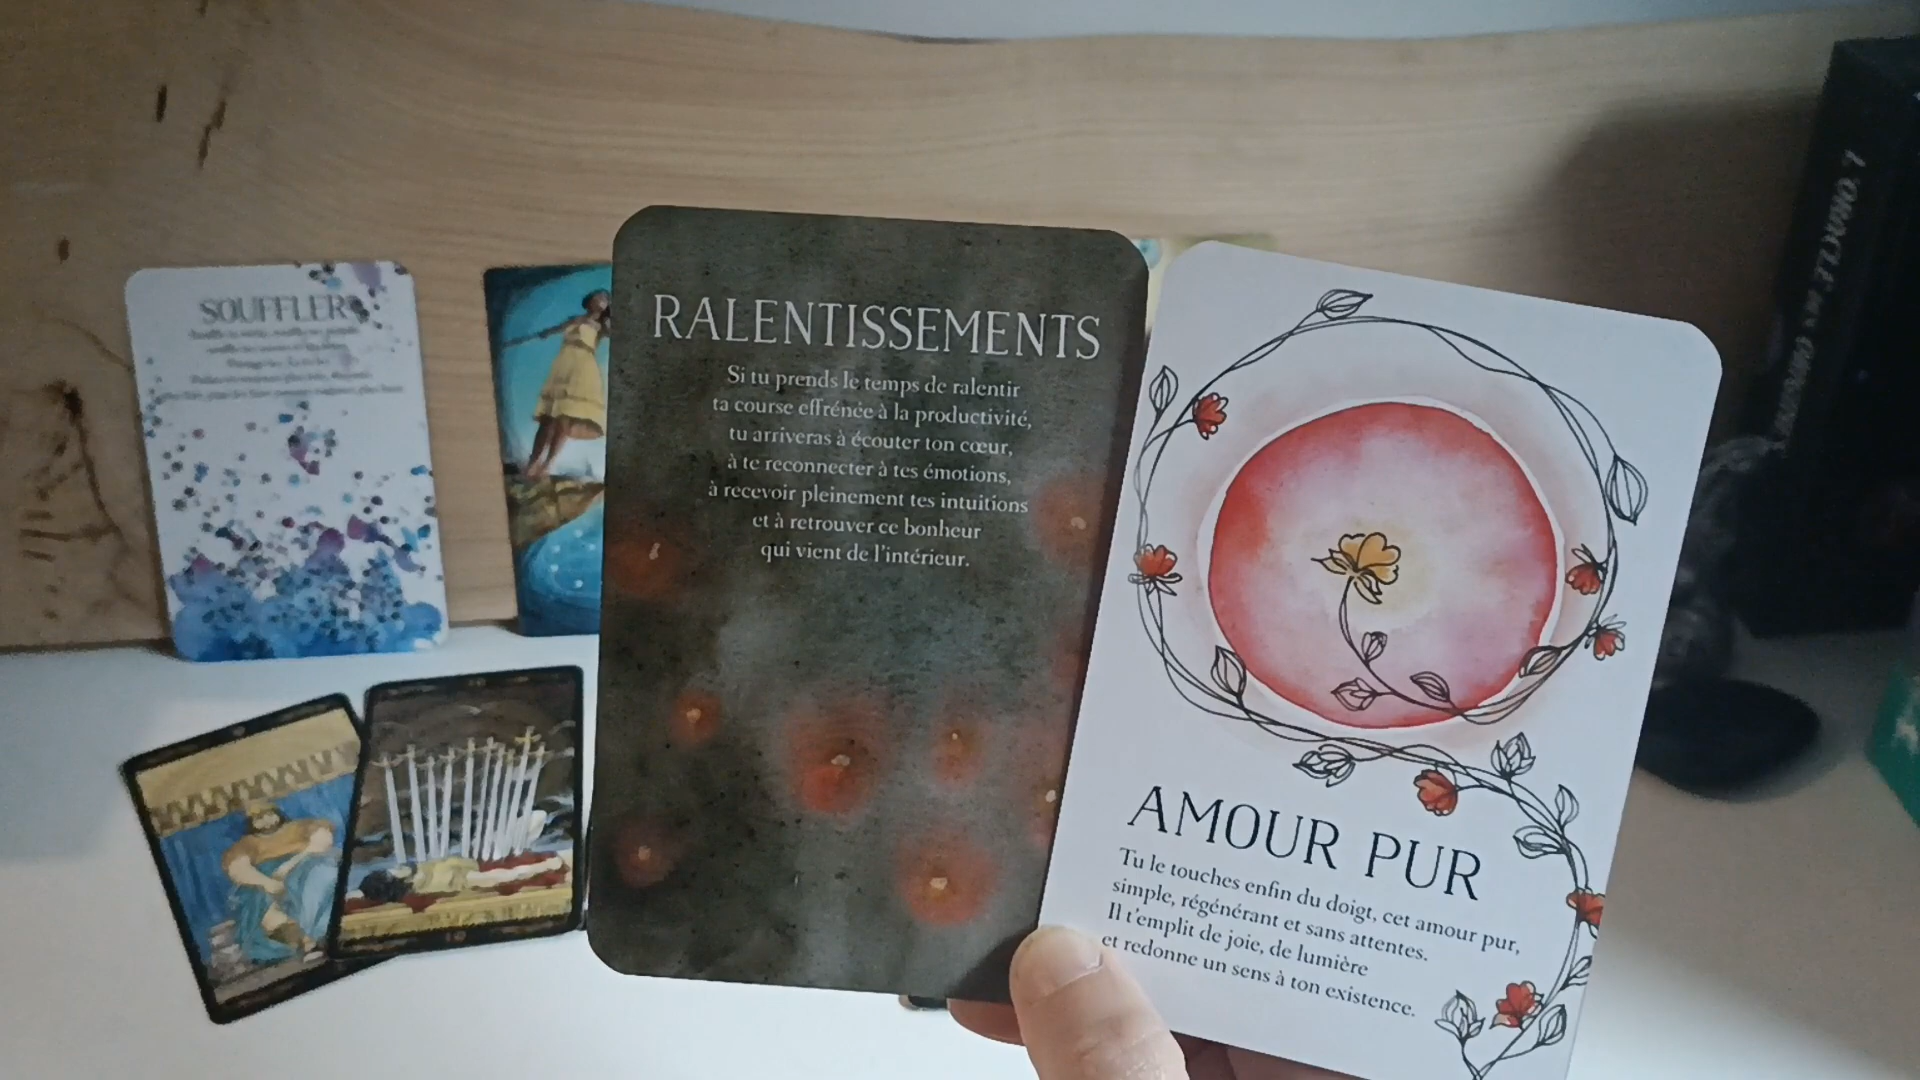 SOUFFLER
RALENTISSEMENTS
Si tu prends le temps de ralentir
ta course effrénée à la productivité,
tu arriveras à écouter ton cœur,
à te reconnecter à tes émotions,
à recevoir pleinement tes intuitions
et à retrouver ce bonheur
qui vient de l'intérieur.
AMOUR PUR
Tu le touches enfin du doigt, cet amour pur,
simple, régénérant et sans attentes.
Il t'emplit de joie, de lumière
et redonne un sens à ton existence.
L'ORACLE